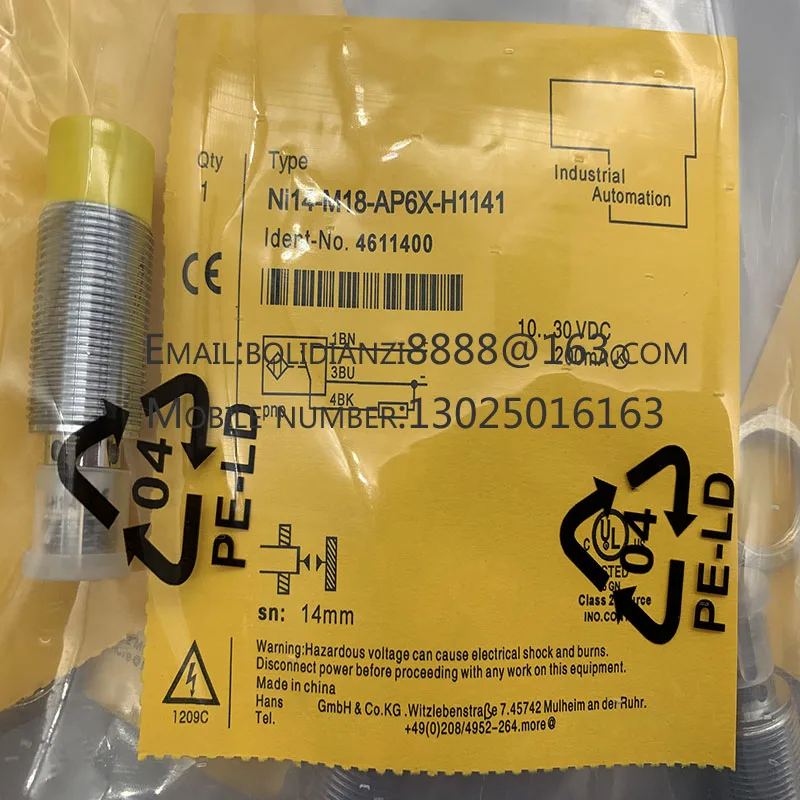 Qty
1
Type
Ni14-M18-AP6X-H1141
Ident-No. 4611400
Industrial
Automation
CE
1BN
3BU
4BK
pnp
10...30 VDC
200mA
EMAIL:BOLIDIANZI8888@163.COM
MOBILE NUMBER:13025016163
04
PE-LD
04
PE-LD
C UL US
Class 2
sn: 14mm
Warning:Hazardous voltage can cause electrical shock and burns.
Disconnect power before proceeding with any work on this equipment.
Made in china
Hans GmbH & Co.KG .Witzlebenstraße 7.45742 Mulheim an der Ruhr.
Tel. +49(0)208/4952-264.more@
1209C